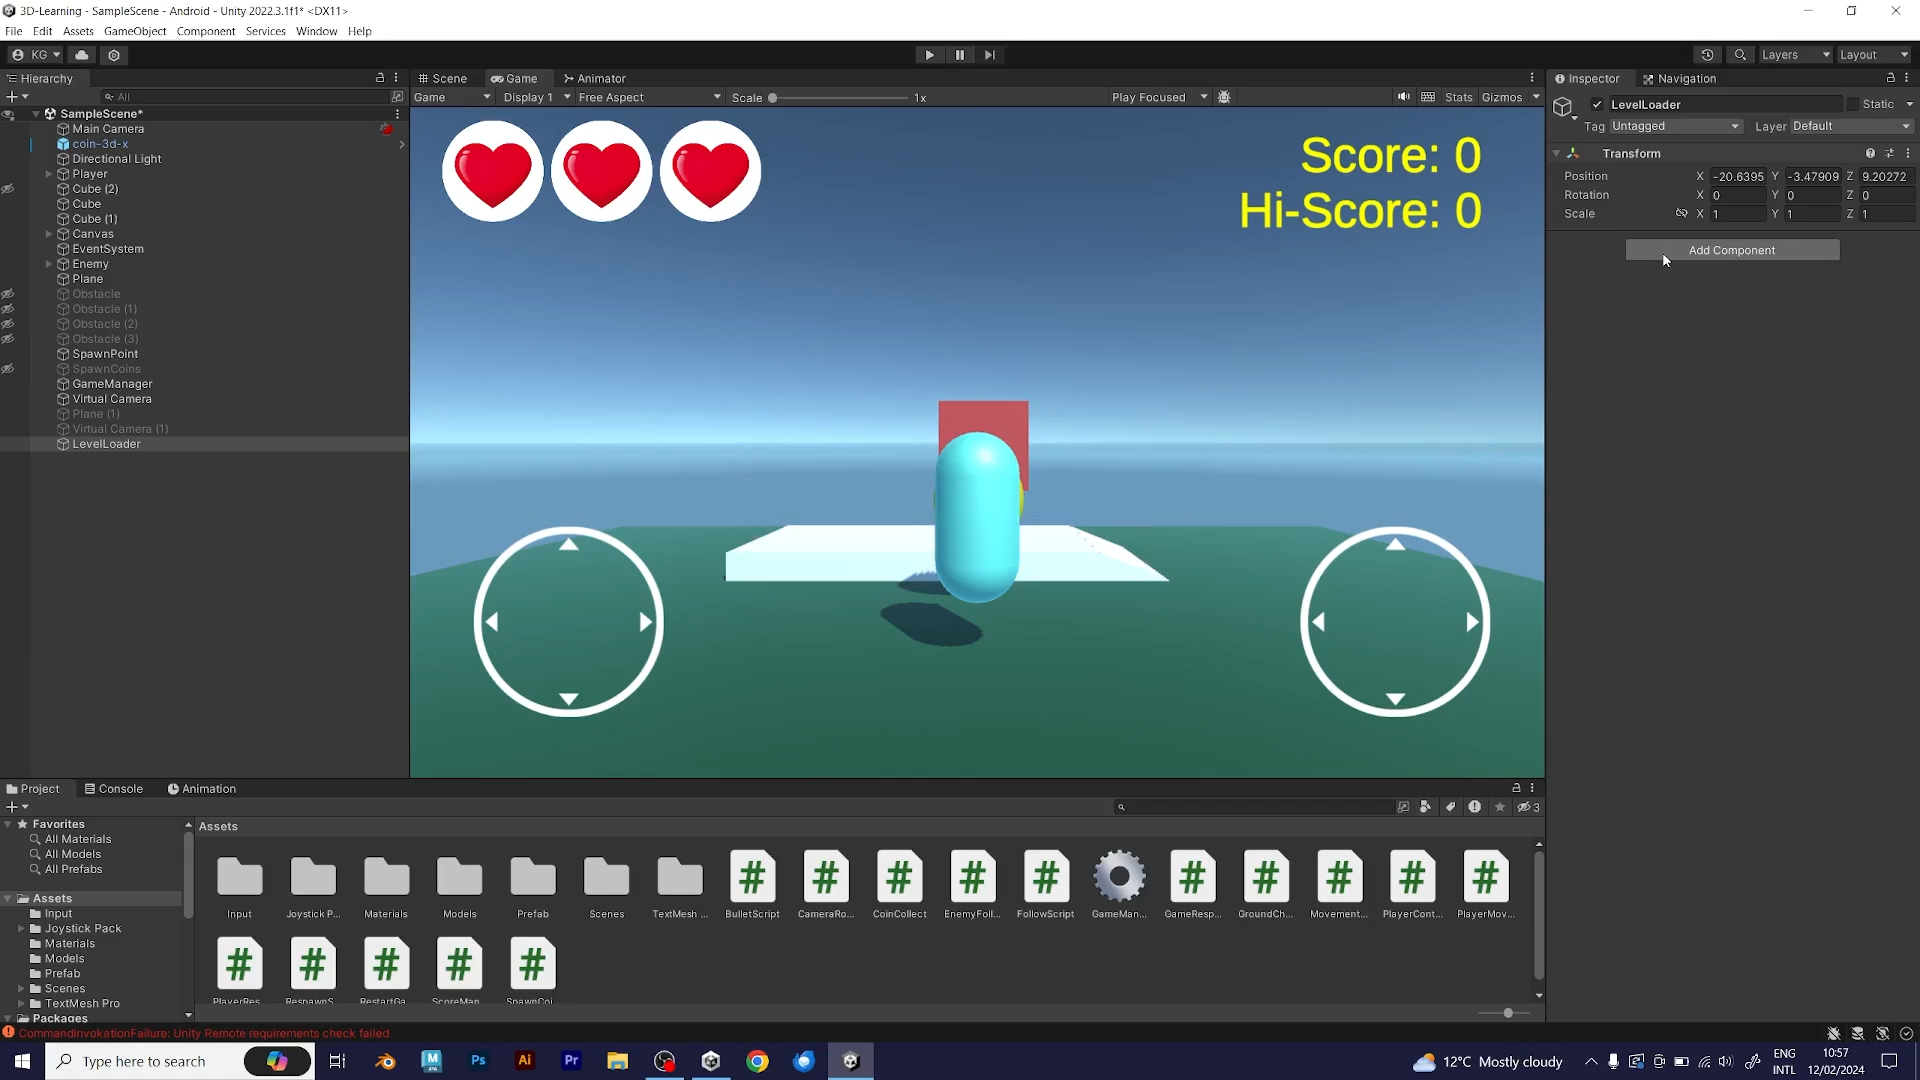 3D-Learning - SampleScene - Android - Unity 2022.3.1f1* <DX11>
File Edit Assets GameObject Component Services Window Help
KG Layers Layout
Hierarchy
All
SampleScene*
Main Camera
coin-3d-x
Directional Light
Player
Cube (2)
Cube
Cube (1)
Canvas
EventSystem
Enemy
Plane
Obstacle
Obstacle (1)
Obstacle (2)
Obstacle (3)
SpawnPoint
SpawnCoins
GameManager
Virtual Camera
Plane (1)
Virtual Camera (1)
LevelLoader
Scene Game Animator
Game Display 1 Free Aspect Scale 1x Play Focused Stats Gizmos
Score: 0
Hi-Score: 0
Inspector Navigation
LevelLoader Static
Tag Untagged Layer Default
Transform
Position X -20.6395 Y -3.47909 Z 9.20272
Rotation X 0 Y 0 Z 0
Scale X 1 Y 1 Z 1
Add Component
Project Console Animation
3
Favorites
All Materials
All Models
All Prefabs
Assets
Input
Joystick Pack
Materials
Models
Prefab
Scenes
TextMesh Pro
Packages
Assets
Input Joystick P... Materials Models Prefab Scenes TextMesh ... BulletScript CameraRo... CoinCollect EnemyFoll... FollowScript GameMan... GameResp... GroundCh... Movement... PlayerCont... PlayerMov...
PlayerRes... RespawnS... RestartGa... ScoreMan... SpawnCoi...
CommandInvokationFailure: Unity Remote requirements check failed
Type here to search
12°C Mostly cloudy
ENG
INTL
10:57
12/02/2024